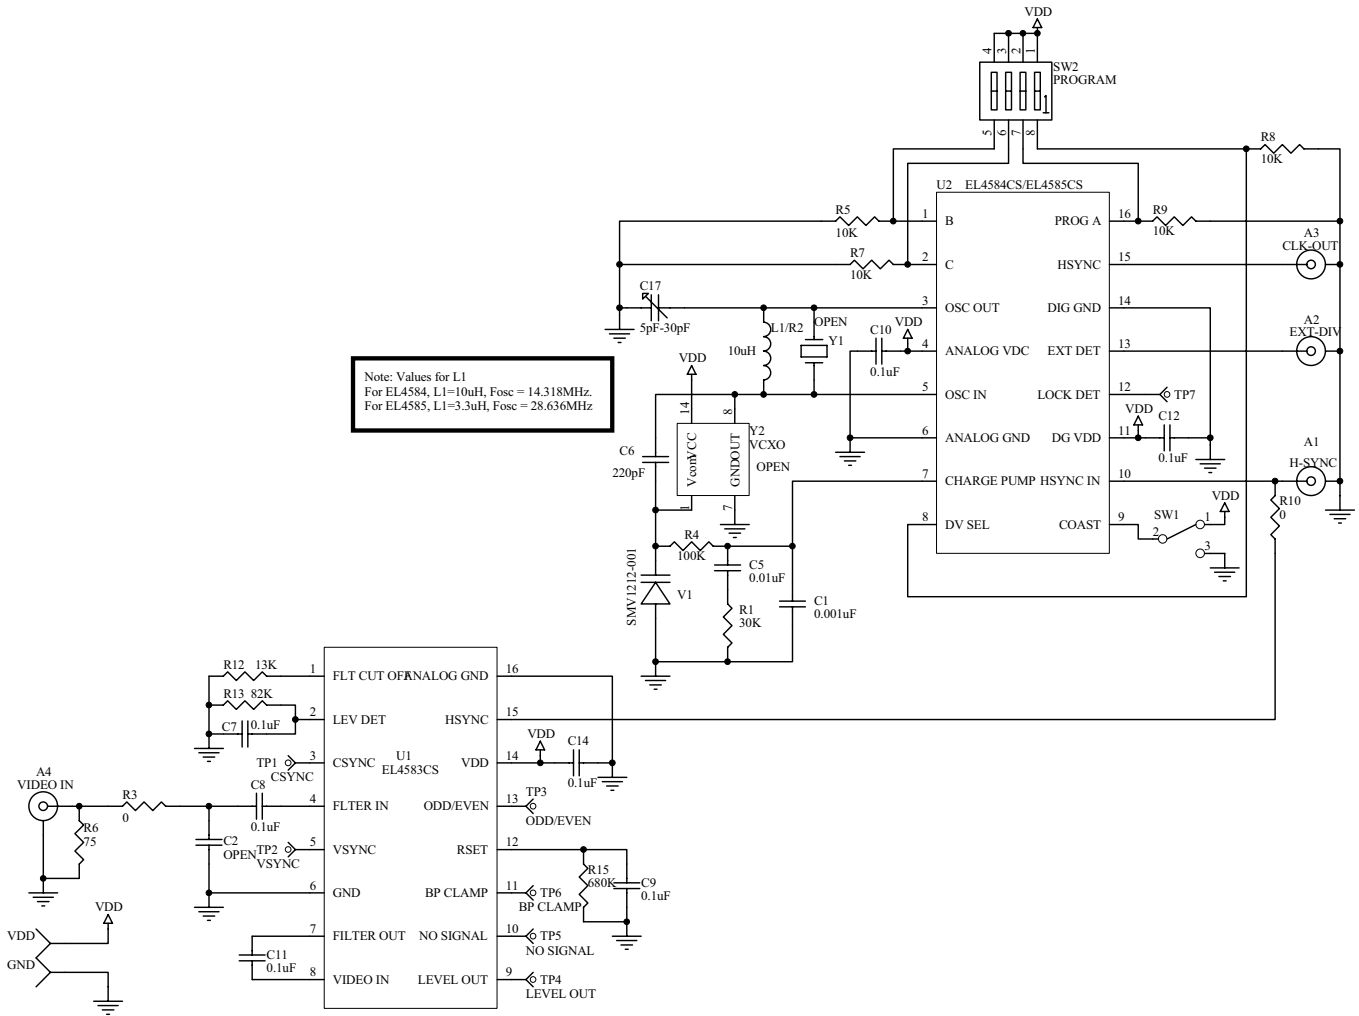 VDD
4
3
2
1
SW2
PROGRAM
1
5
6
7
8
R8
10K
U2 EL4584CS/EL4585CS
R5
10K
1 B
PROG A 16
R9
10K
R7
10K
2 C
HSYNC 15
A3
CLK-OUT
C17
5pF-30pF
3 OSC OUT
DIG GND 14
L1/R2
10uH
OPEN
Y1
C10
0.1uF
VDD
4 ANALOG VDC
EXT DET 13
A2
EXT-DIV
Note: Values for L1
For EL4584, L1=10uH, Fosc = 14.318MHz.
For EL4585, L1=3.3uH, Fosc = 28.636MHz
VDD
14
8
5 OSC IN
LOCK DET 12
TP7
VDD
C12
0.1uF
Y2
VCXO
OPEN
VCC
Vcom
OUT
GND
1
7
C6
220pF
6 ANALOG GND
DG VDD 11
A1
H-SYNC
7 CHARGE PUMP
HSYNC IN 10
R10
0
8 DV SEL
COAST 9
SW1
2
1
3
VDD
R4
100K
C5
0.01uF
SMV1212-001
V1
R1
30K
C1
0.001uF
R12 13K
1 FLT CUT OFF
ANALOG GND 16
R13 82K
C7 0.1uF
2 LEV DET
HSYNC 15
U1
EL4583CS
TP1
CSYNC
3 CSYNC
VDD 14
VDD
C14
0.1uF
A4
VIDEO IN
R3
0
C8
0.1uF
4 FLTER IN
ODD/EVEN 13
TP3
ODD/EVEN
R6
75
C2
OPEN
TP2
VSYNC
5 VSYNC
RSET 12
R15
680K
C9
0.1uF
6 GND
BP CLAMP 11
TP6
BP CLAMP
VDD
VDD
GND
7 FILTER OUT
NO SIGNAL 10
TP5
NO SIGNAL
C11
0.1uF
8 VIDEO IN
LEVEL OUT 9
TP4
LEVEL OUT